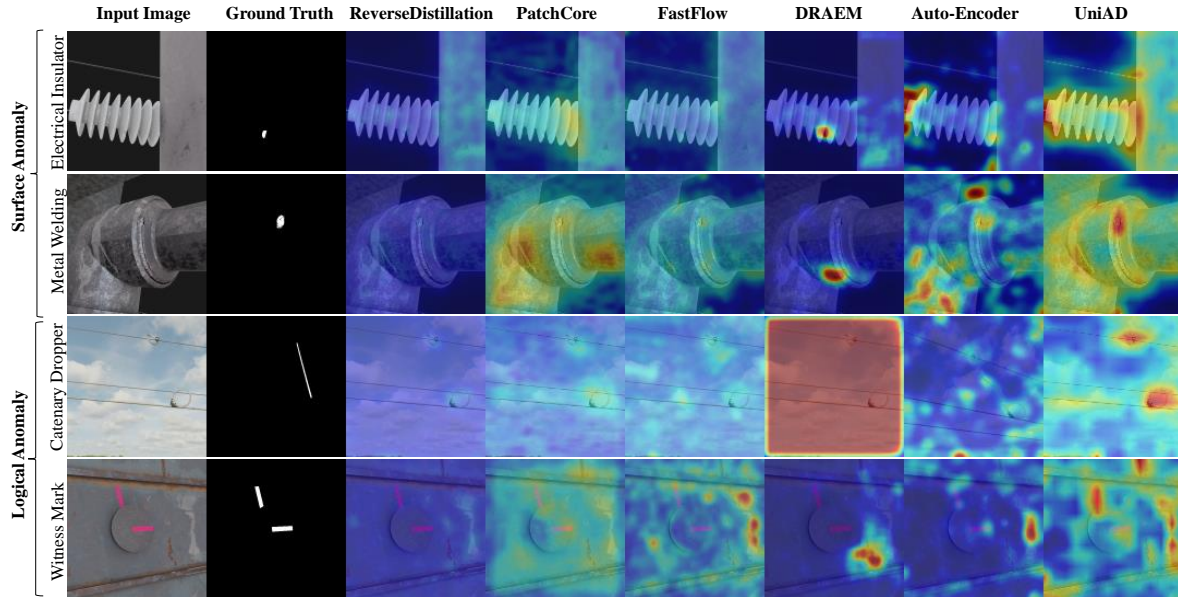 Input Image
Ground Truth
ReverseDistillation
PatchCore
FastFlow
DRAEM
Auto-Encoder
UniAD
Surface Anomaly
Electrical Insulator
Metal Welding
Logical Anomaly
Catenary Dropper
Witness Mark